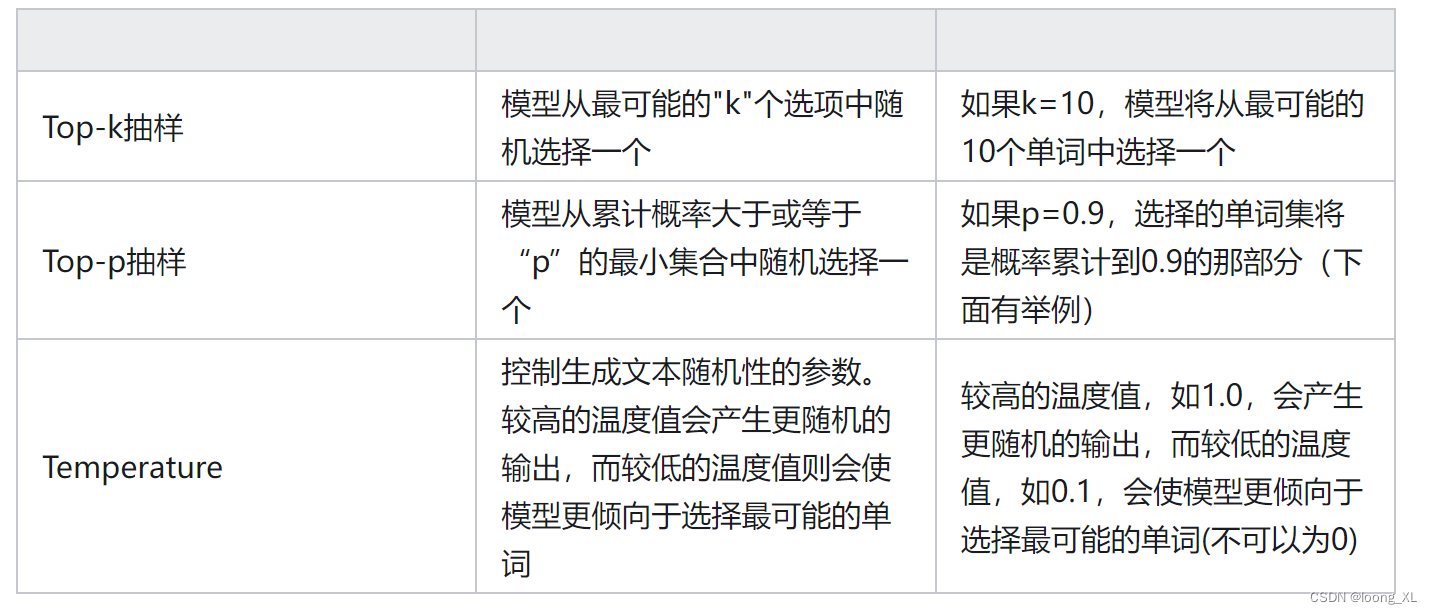 Top-k抽样
模型从最可能的"k"个选项中随
机选择一个
如果k=10，模型将从最可能的
10个单词中选择一个
Top-p抽样
模型从累计概率大于或等于
“p”的最小集合中随机选择一
个
如果p=0.9，选择的单词集将
是概率累计到0.9的那部分（下
面有举例）
Temperature
控制生成文本随机性的参数。
较高的温度值会产生更随机的
输出，而较低的温度值则会使
模型更倾向于选择最可能的单
词
较高的温度值，如1.0，会产生
更随机的输出，而较低的温度
值，如0.1，会使模型更倾向于
选择最可能的单词(不可以为0)
CSDN @loong_XL